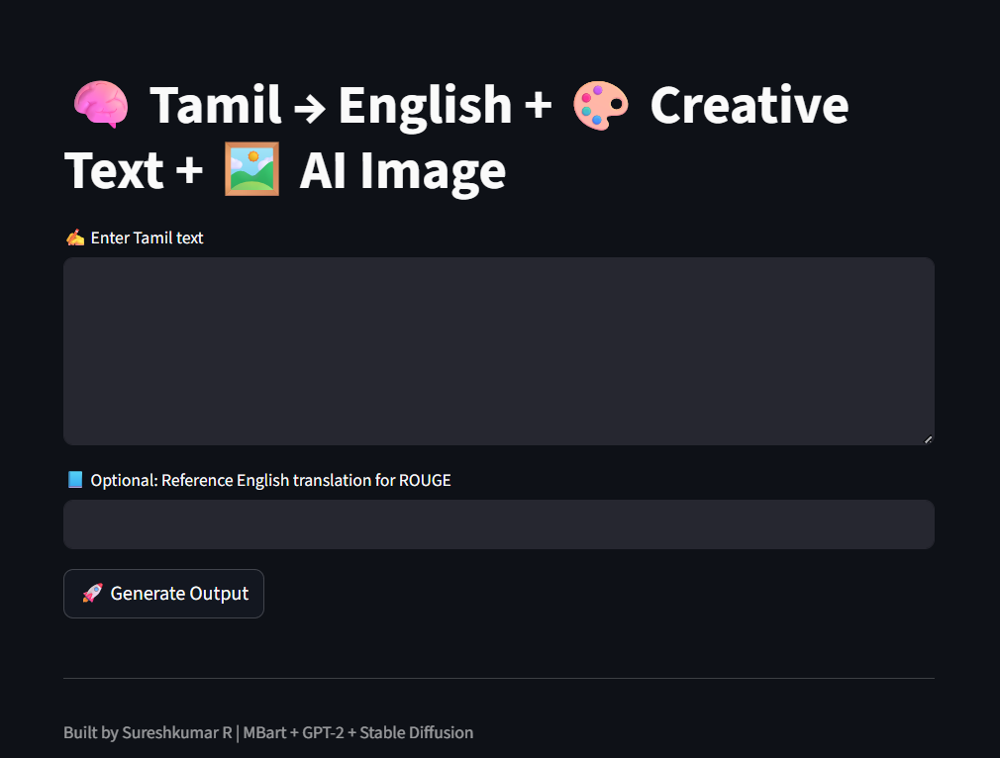 🧠 Tamil → English + 🎨 Creative
Text + 🖼️ AI Image
✍️ Enter Tamil text
📘 Optional: Reference English translation for ROUGE
🚀 Generate Output
Built by Sureshkumar R | MBart + GPT-2 + Stable Diffusion